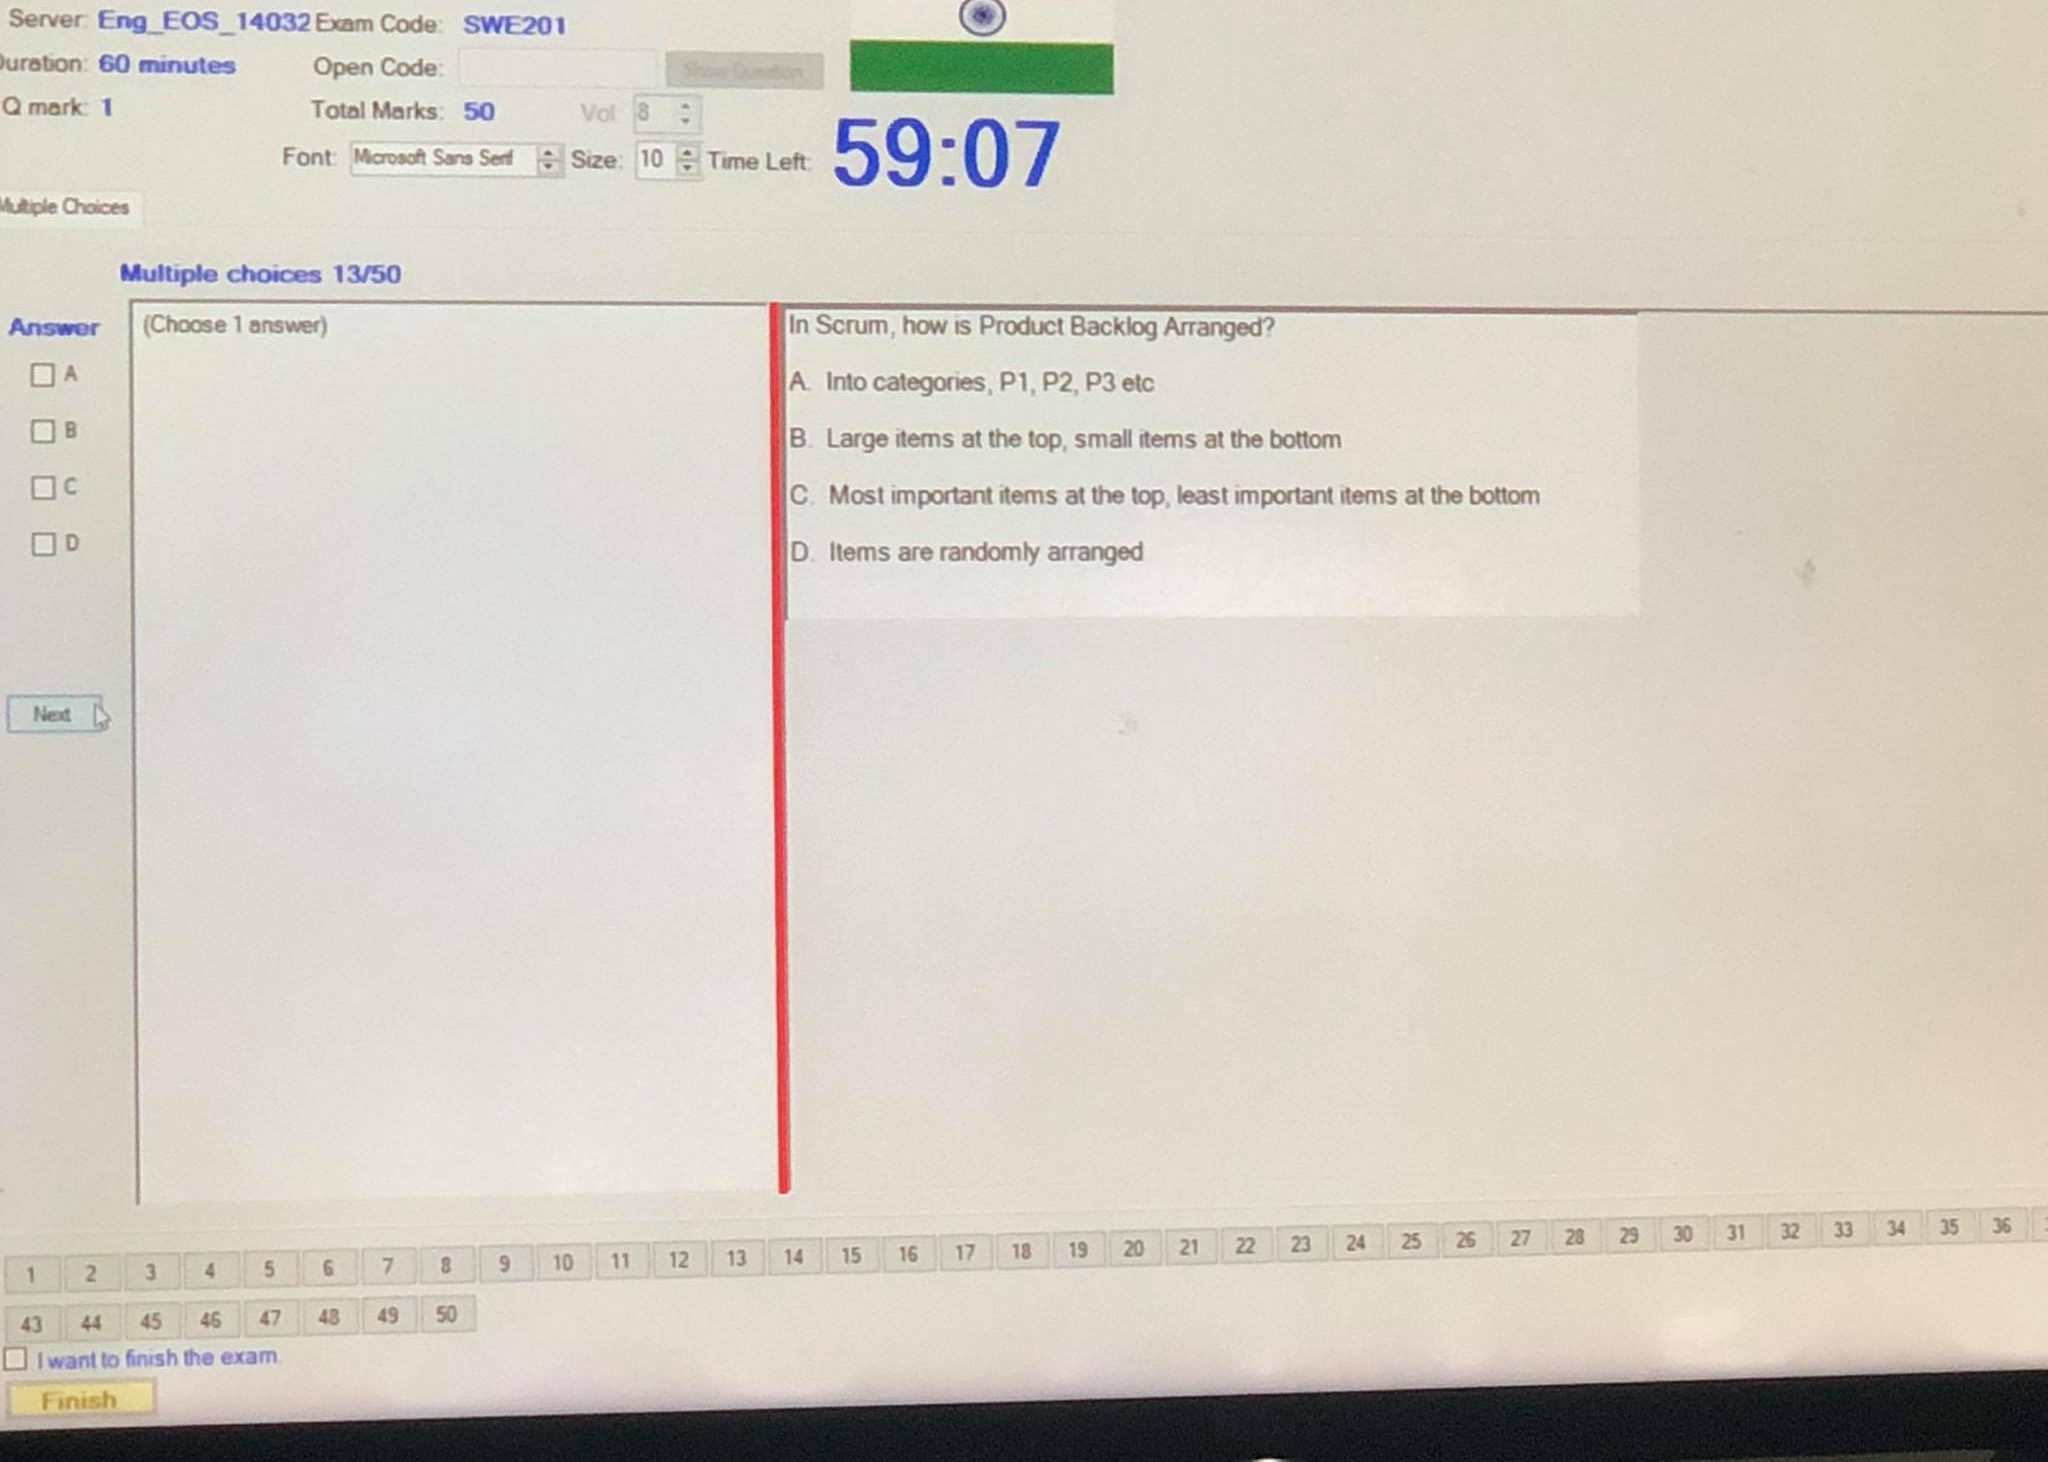 Server: Eng_EOS_14032 Exam Code: SWE201
Duration: 60 minutes Open Code: Show Question
Q mark: 1 Total Marks: 50 Vol: 8
Font: Microsoft Sans Serif Size: 10 Time Left: 59:07
Multiple Choices
Multiple choices 13/50
Answer
A
B
C
D
Next
(Choose 1 answer)
In Scrum, how is Product Backlog Arranged?
A. Into categories, P1, P2, P3 etc
B. Large items at the top, small items at the bottom
C. Most important items at the top, least important items at the bottom
D. Items are randomly arranged
1 2 3 4 5 6 7 8 9 10 11 12 13 14 15 16 17 18 19 20 21 22 23 24 25 26 27 28 29 30 31 32 33 34 35 36
43 44 45 46 47 48 49 50
I want to finish the exam.
Finish